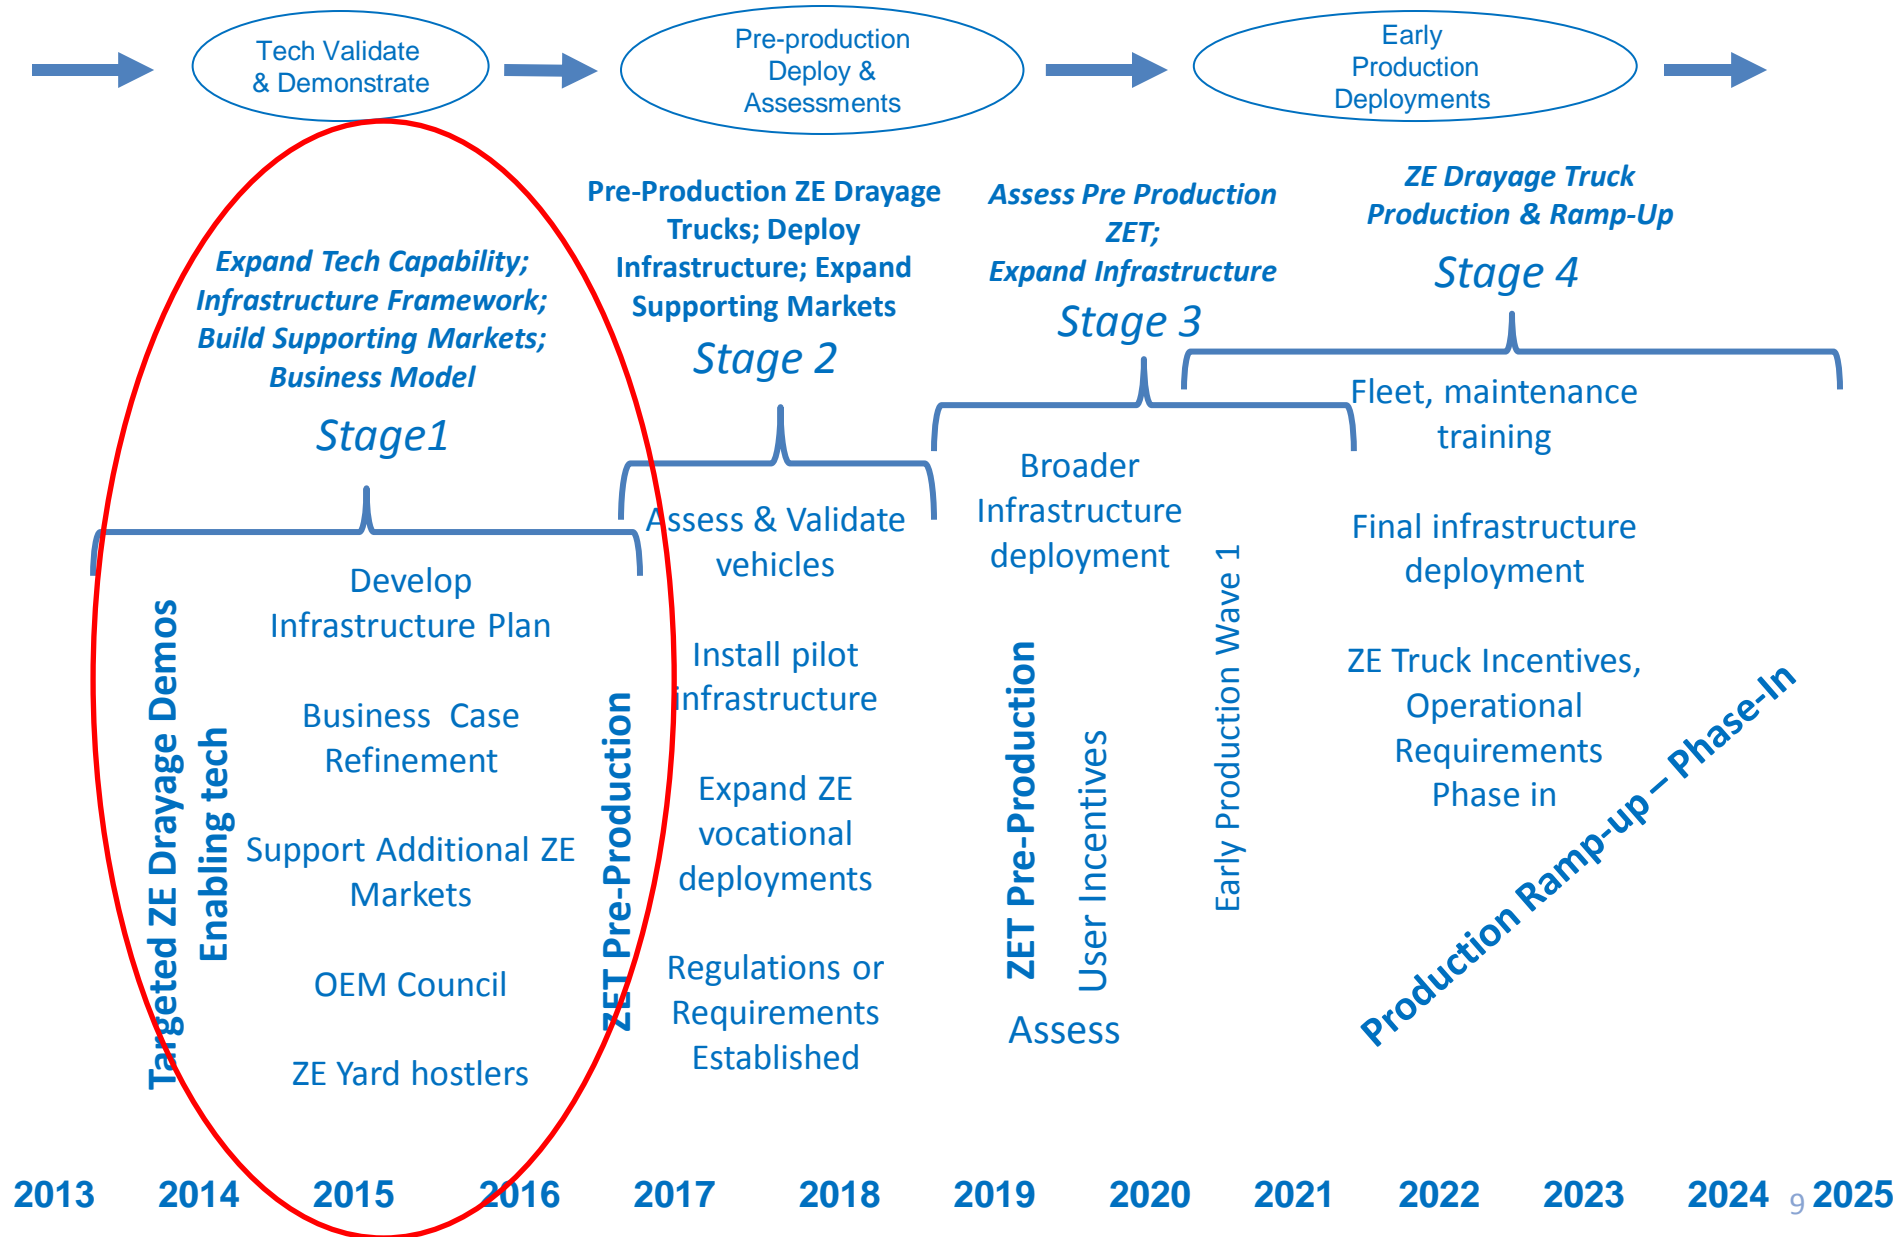 Tech Validate
& Demonstrate
Pre-production
Deploy &
Assessments
Early
Production
Deployments
Expand Tech Capability;
Infrastructure Framework;
Build Supporting Markets;
Business Model
Stage1
Pre-Production ZE Drayage
Trucks; Deploy
Infrastructure; Expand
Supporting Markets
Stage 2
Assess Pre Production
ZET;
Expand Infrastructure
Stage 3
ZE Drayage Truck
Production & Ramp-Up
Stage 4
Targeted ZE Drayage Demos
Enabling tech
Develop
Infrastructure Plan
Business Case
Refinement
Support Additional ZE
Markets
OEM Council
ZE Yard hostlers
ZET Pre-Production
Assess & Validate
vehicles
Install pilot
infrastructure
Expand ZE
vocational
deployments
Regulations or
Requirements
Established
Broader
Infrastructure
deployment
ZET Pre-Production
User Incentives
Assess
Early Production Wave 1
Fleet, maintenance
training
Final infrastructure
deployment
ZE Truck Incentives,
Operational
Requirements
Phase in
Production Ramp-up – Phase-In
2013 2014 2015 2016 2017 2018 2019 2020 2021 2022 2023 2024 9 2025